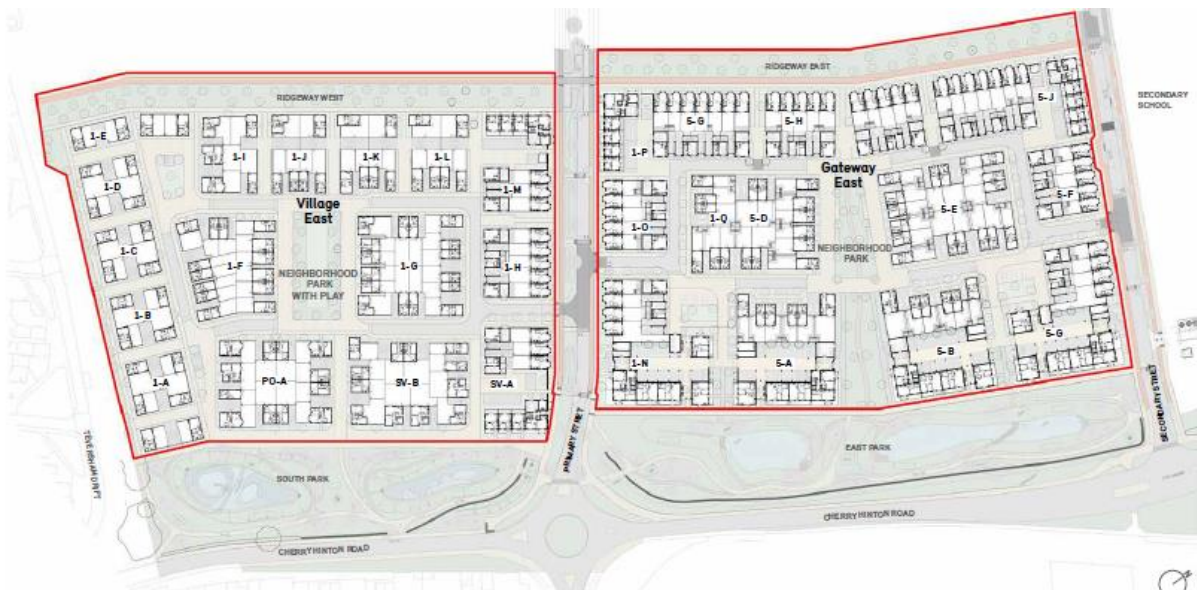 RIDGEWAY EAST
SECONDARY
SCHOOL
RIDGEWAY WEST
1-E
5-G
5-H
5-J
1-I
1-J
1-K
1-L
1-P
1-D
1-M
Village
East
Gateway
East
5-F
1-Q
5-D
5-E
1-C
1-F
1-G
1-H
1-O
NEIGHBORHOOD
PARK
WITH PLAY
NEIGHBORHOOD
PARK
1-B
1-A
PO-A
SV-B
SV-A
1-N
5-A
5-B
5-G
TEVERSHAM DRIFT
PRIMARY STREET
SECONDARY STREET
SOUTH PARK
EAST PARK
CHERRY HINTON ROAD
CHERRY HINTON ROAD
N